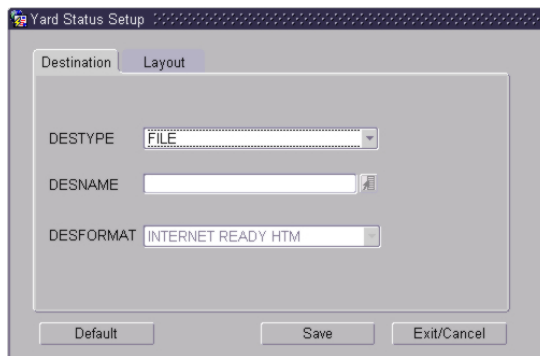 Yard Status Setup
Destination Layout
DESTYPE FILE
DESNAME
DESFORMAT INTERNET READY HTM
Default Save Exit/Cancel